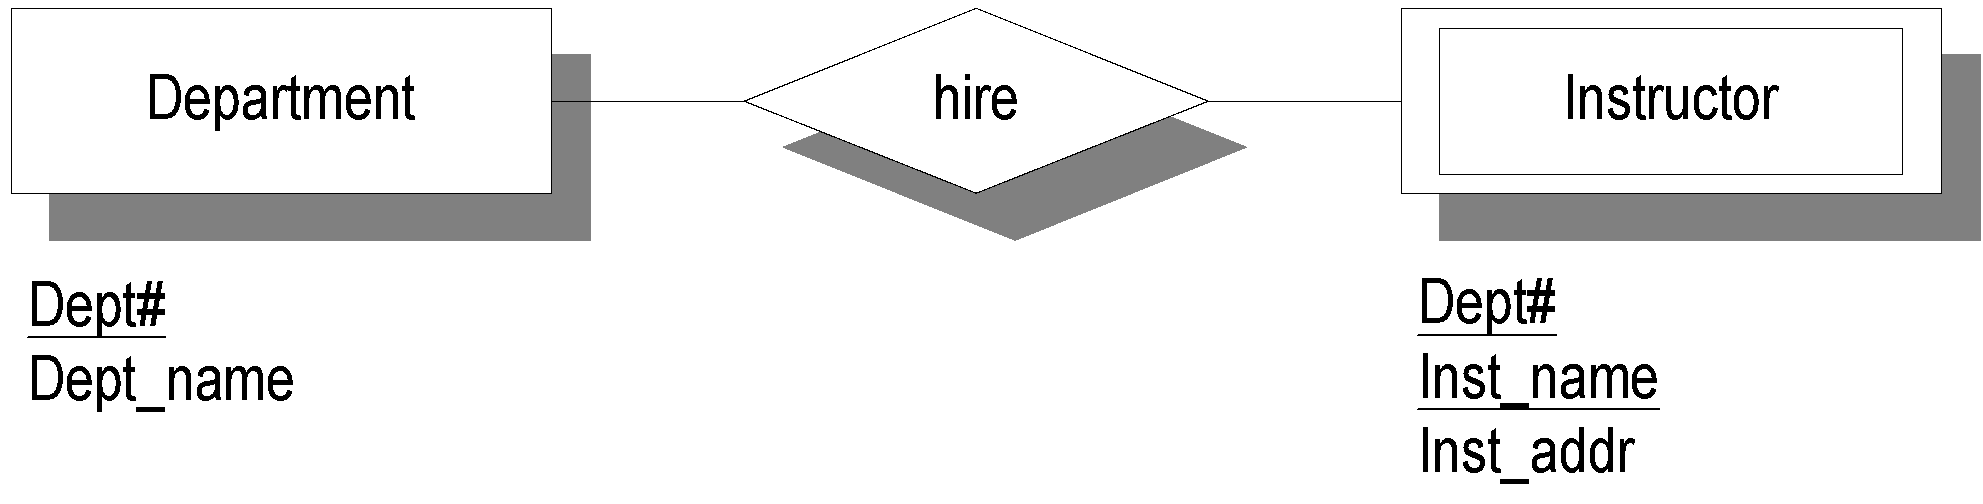 Department
hire
Instructor
Dept#
Dept_name
Dept#
Inst_name
Inst_addr